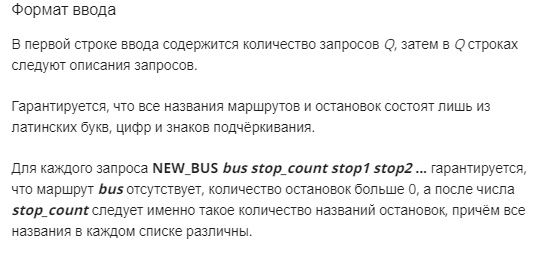 Формат ввода
В первой строке ввода содержится количество запросов Q, затем в Q строках
следуют описания запросов.
Гарантируется, что все названия маршрутов и остановок состоят лишь из
латинских букв, цифр и знаков подчёркивания.
Для каждого запроса NEW_BUS bus stop_count stop1 stop2 ... гарантируется,
что маршрут bus отсутствует, количество остановок больше 0, а после числа
stop_count следует именно такое количество названий остановок, причём все
названия в каждом списке различны.